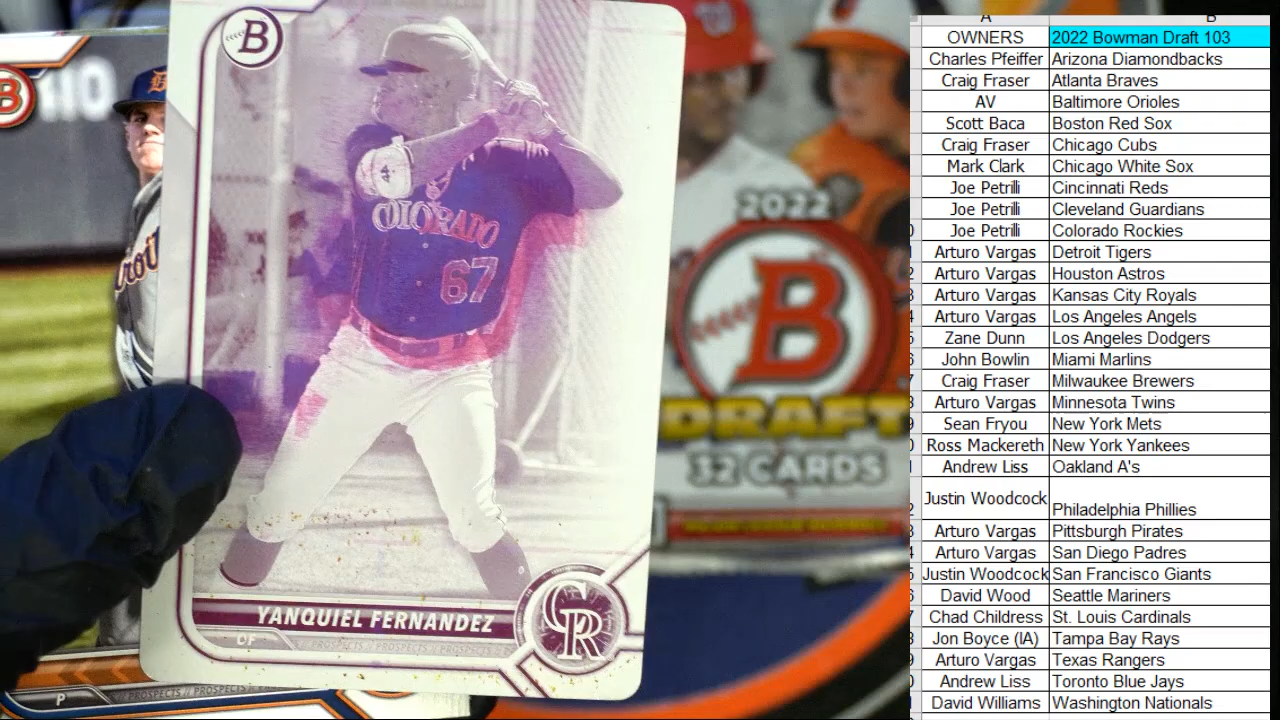 B
COLORADO
67
YANQUIEL FERNANDEZ
OF
PROSPECTS // PROSPECTS // PROSPECTS
CR
B
P
// PROSPECTS // PROSPECTS
2022
B
DRAFT
32 CARDS
A B
OWNERS 2022 Bowman Draft 103
Charles Pfeiffer Arizona Diamondbacks
Craig Fraser Atlanta Braves
AV Baltimore Orioles
Scott Baca Boston Red Sox
Craig Fraser Chicago Cubs
Mark Clark Chicago White Sox
Joe Petrilli Cincinnati Reds
Joe Petrilli Cleveland Guardians
Joe Petrilli Colorado Rockies
Arturo Vargas Detroit Tigers
Arturo Vargas Houston Astros
Arturo Vargas Kansas City Royals
Arturo Vargas Los Angeles Angels
Zane Dunn Los Angeles Dodgers
John Bowlin Miami Marlins
Craig Fraser Milwaukee Brewers
Arturo Vargas Minnesota Twins
Sean Fryou New York Mets
Ross Mackereth New York Yankees
Andrew Liss Oakland A's
Justin Woodcock Philadelphia Phillies
Arturo Vargas Pittsburgh Pirates
Arturo Vargas San Diego Padres
Justin Woodcock San Francisco Giants
David Wood Seattle Mariners
Chad Childress St. Louis Cardinals
Jon Boyce (IA) Tampa Bay Rays
Arturo Vargas Texas Rangers
Andrew Liss Toronto Blue Jays
David Williams Washington Nationals